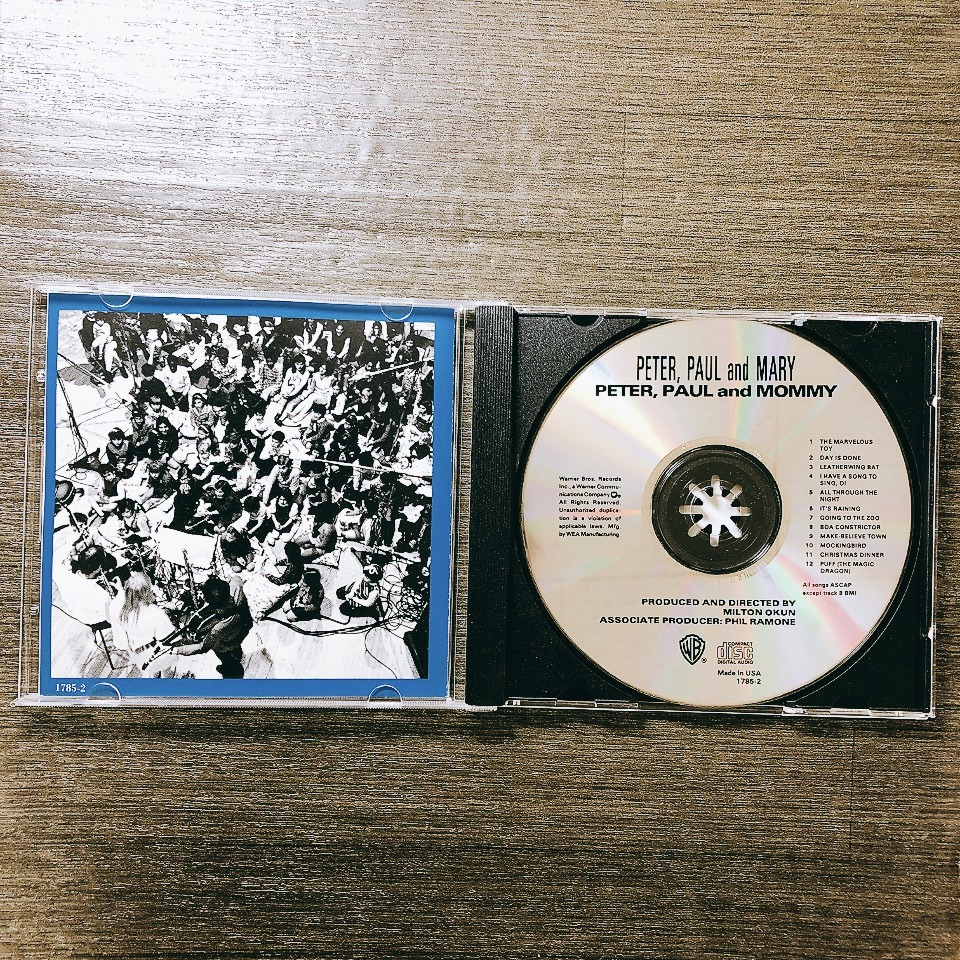 1785-2
PETER, PAUL and MARY
PETER, PAUL and MOMMY
Warner Bros. Records
Inc., a Warner Commu-
nications Company
All Rights Reserved.
Unauthorized duplica-
tion is a violation of
applicable laws. Mfg.
by WEA Manufacturing
1 THE MARVELOUS
TOY
2 DAY IS DONE
3 LEATHERWING BAT
4 I HAVE A SONG TO
SING, O!
5 ALL THROUGH THE
NIGHT
6 IT'S RAINING
7 GOING TO THE ZOO
8 BOA CONSTRICTOR
9 MAKE-BELIEVE TOWN
10 MOCKINGBIRD
11 CHRISTMAS DINNER
12 PUFF (THE MAGIC
DRAGON)
All songs ASCAP
except track 8 BMI
PRODUCED AND DIRECTED BY
MILTON OKUN
ASSOCIATE PRODUCER: PHIL RAMONE
WB ®
COMPACT
disc
DIGITAL AUDIO
Made in USA
1785-2